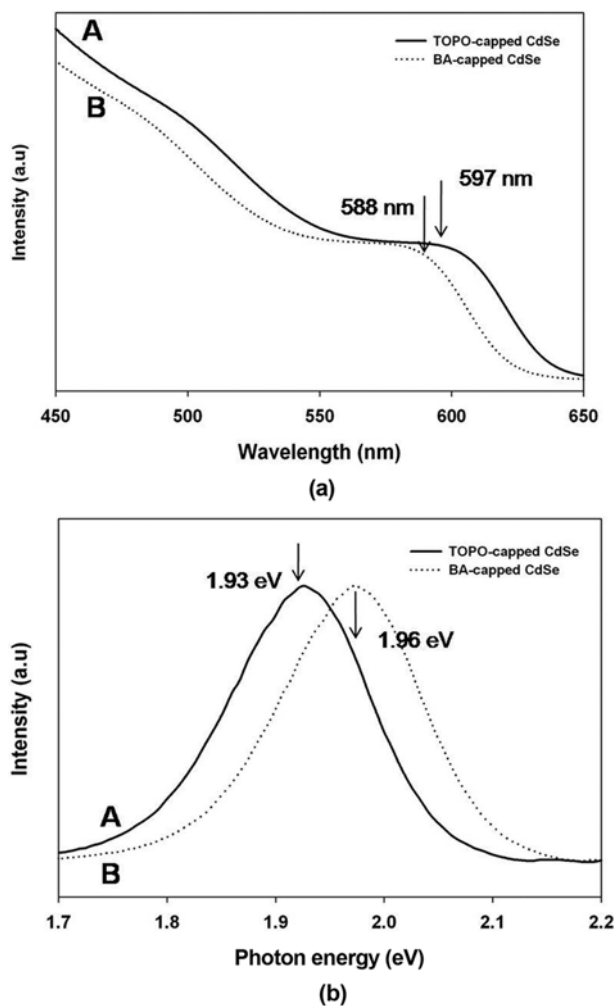 A
B
TOPO-capped CdSe
BA-capped CdSe
588 nm
597 nm
Intensity (a.u)
450 500 550 600 650
Wavelength (nm)
(a)
TOPO-capped CdSe
BA-capped CdSe
1.93 eV
1.96 eV
Intensity (a.u)
A
B
1.7 1.8 1.9 2.0 2.1 2.2
Photon energy (eV)
(b)